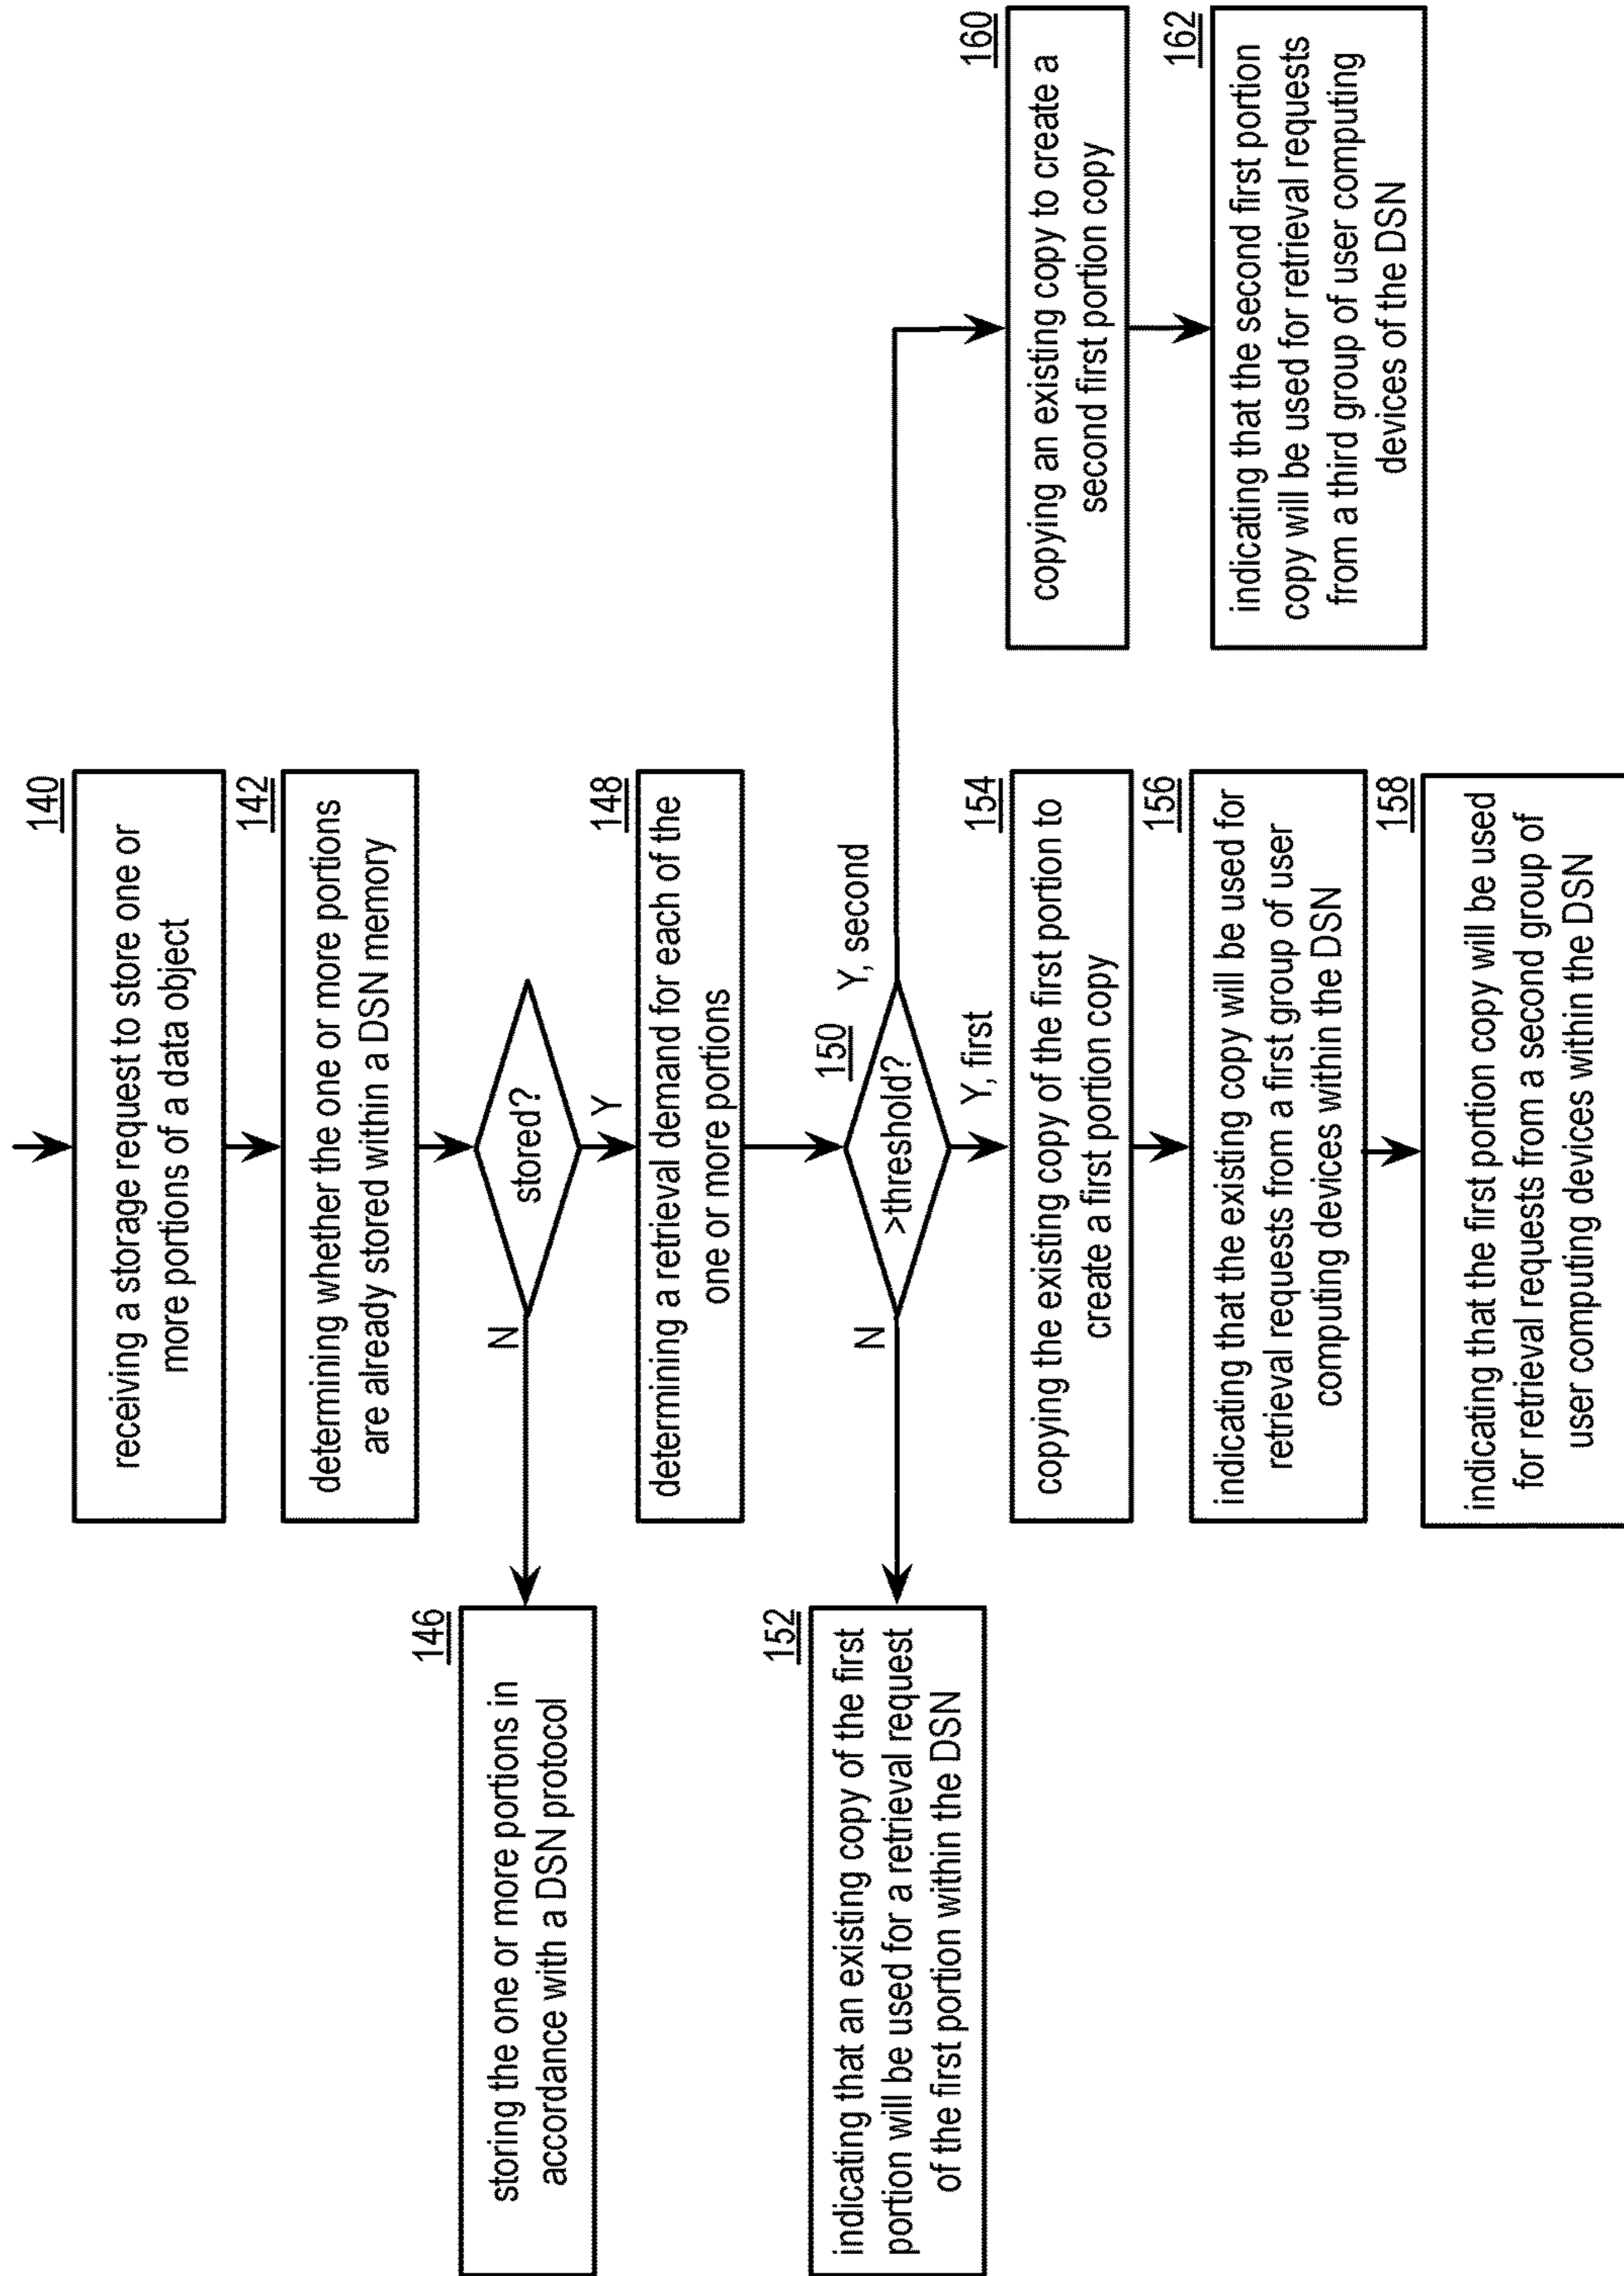 140
receiving a storage request to store one or
more portions of a data object
142
determining whether the one or more portions
are already stored within a DSN memory
stored?
N
Y
146
storing the one or more portions in
accordance with a DSN protocol
148
determining a retrieval demand for each of the
one or more portions
150
>threshold?
N
Y, first
Y, second
152
indicating that an existing copy of the first
portion will be used for a retrieval request
of the first portion within the DSN
154
copying the existing copy of the first portion to
create a first portion copy
156
indicating that the existing copy will be used for
retrieval requests from a first group of user
computing devices within the DSN
158
indicating that the first portion copy will be used
for retrieval requests from a second group of
user computing devices within the DSN
160
copying an existing copy to create a
second first portion copy
162
indicating that the second first portion
copy will be used for retrieval requests
from a third group of user computing
devices of the DSN